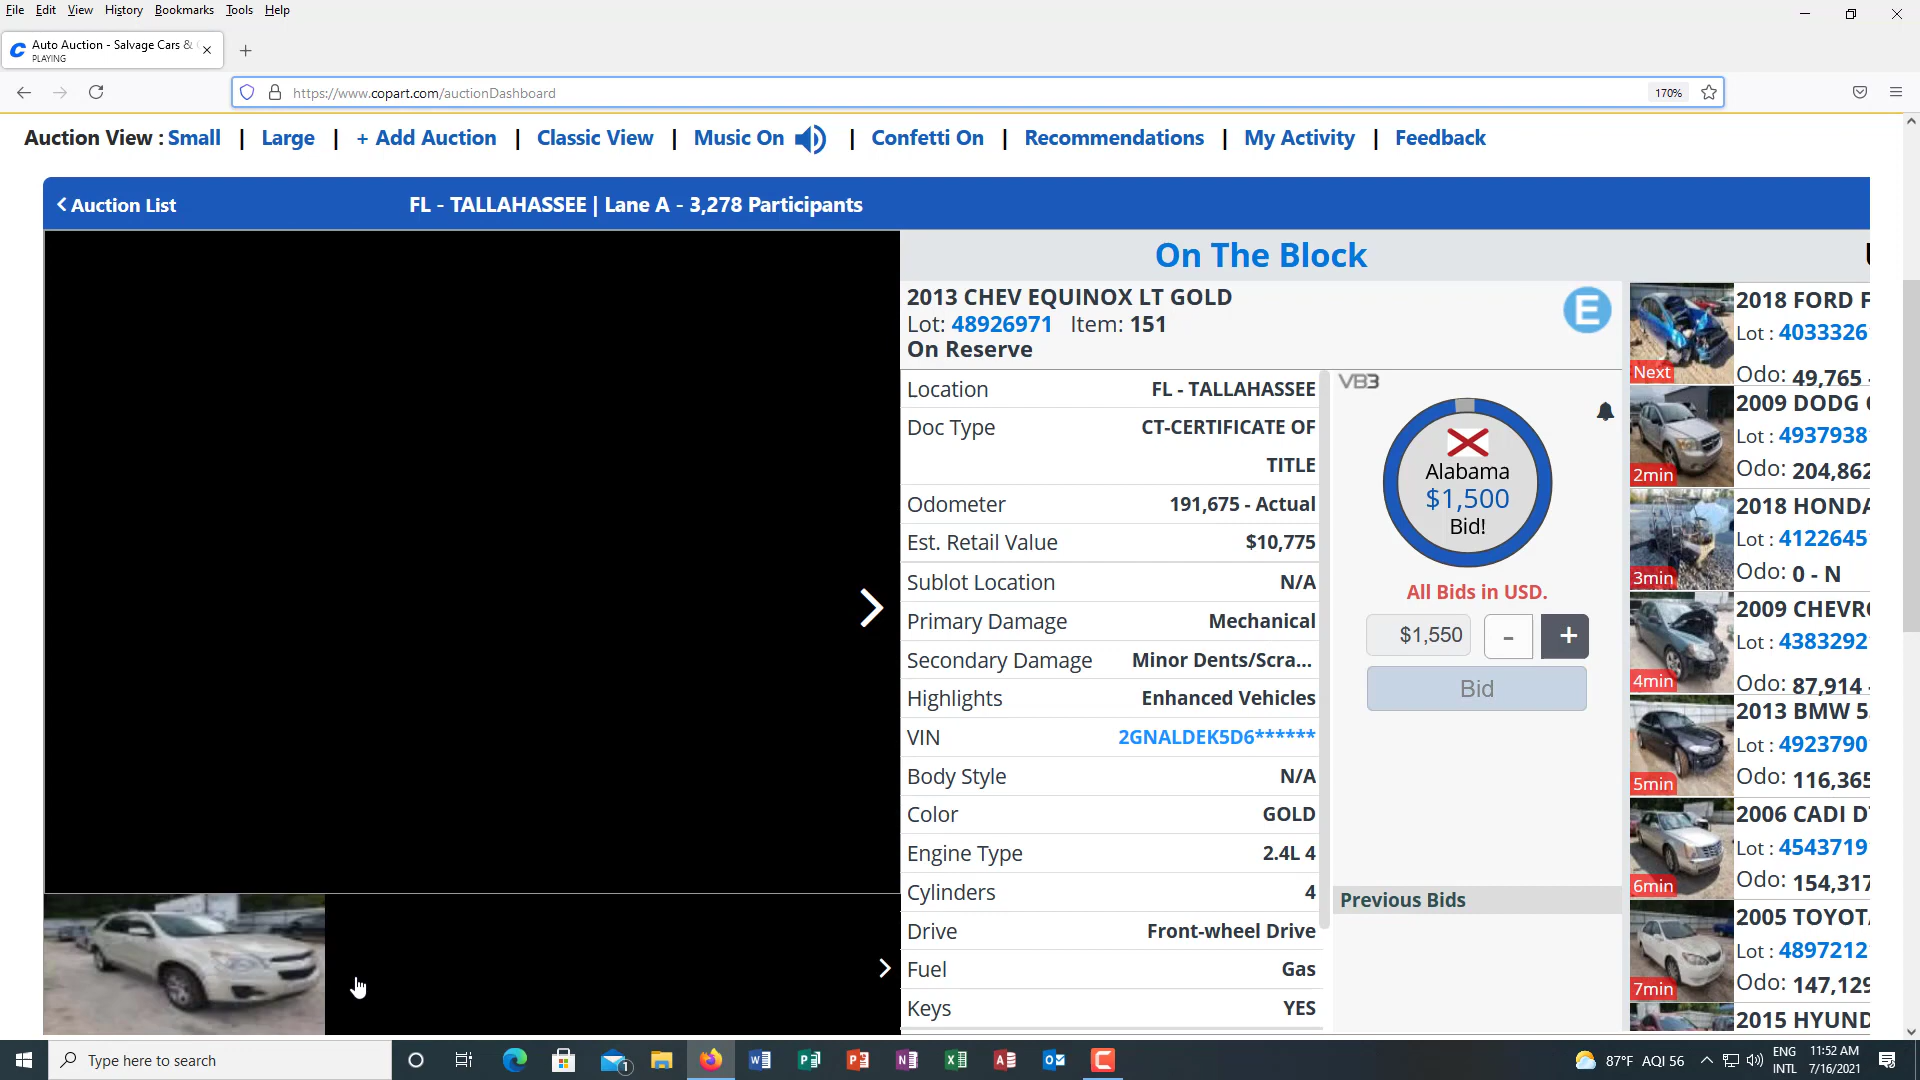 File Edit View History Bookmarks Tools Help
Auto Auction - Salvage Cars &
PLAYING
https://www.copart.com/auctionDashboard
170%
Auction View : Small | Large | + Add Auction | Classic View | Music On | Confetti On | Recommendations | My Activity | Feedback
Auction List
FL - TALLAHASSEE | Lane A - 3,278 Participants
On The Block
2013 CHEV EQUINOX LT GOLD
Lot: 48926971 Item: 151
On Reserve
E
Location FL - TALLAHASSEE
Doc Type CT-CERTIFICATE OF
TITLE
Odometer 191,675 - Actual
Est. Retail Value $10,775
Sublot Location N/A
Primary Damage Mechanical
Secondary Damage Minor Dents/Scra...
Highlights Enhanced Vehicles
VIN 2GNALDEK5D6******
Body Style N/A
Color GOLD
Engine Type 2.4L 4
Cylinders 4
Drive Front-wheel Drive
Fuel Gas
Keys YES
VB3
Alabama
$1,500
Bid!
All Bids in USD.
$1,550 - +
Bid
Previous Bids
2018 FORD F
Lot : 4033326
Next
Odo: 49,765 -
2009 DODG
Lot : 4937938
2min
Odo: 204,862
2018 HONDA
Lot : 4122645
3min
Odo: 0 - N
2009 CHEVR
Lot : 4383292
4min
Odo: 87,914 -
2013 BMW 5
Lot : 4923790
5min
Odo: 116,365
2006 CADI D
Lot : 4543719
6min
Odo: 154,317
2005 TOYOTA
Lot : 4897212
7min
Odo: 147,129
2015 HYUND
Type here to search
1
87°F AQI 56
ENG
INTL
11:52 AM
7/16/2021